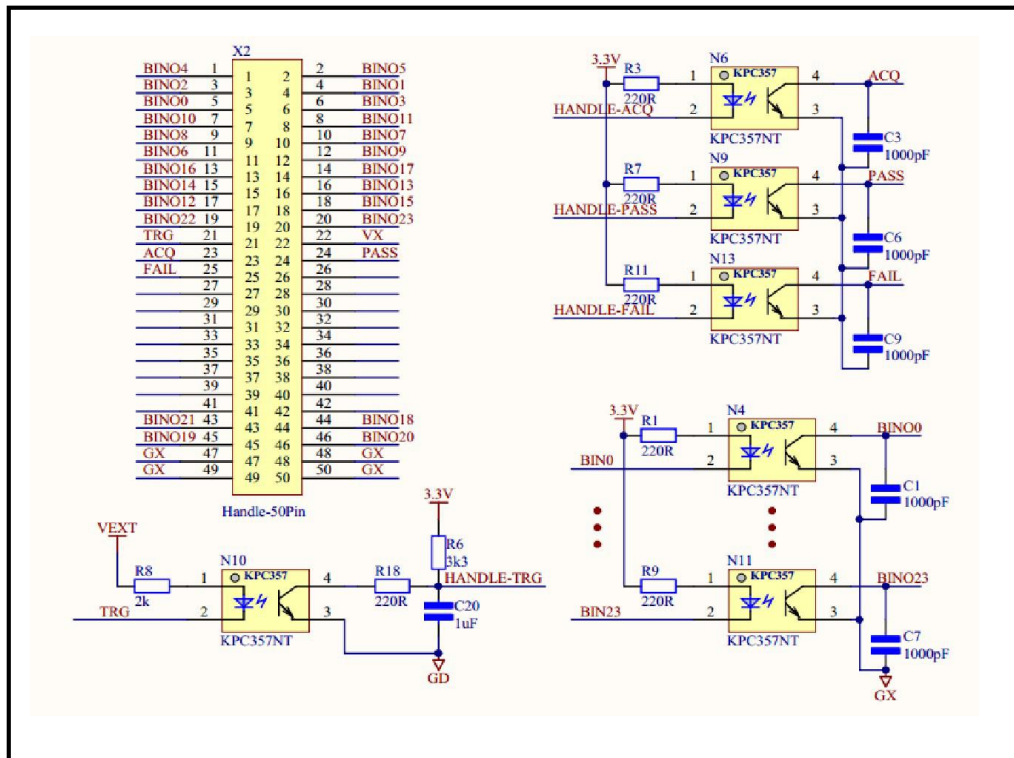 X2
BINO4 1 1 2 2 BINO5
BINO2 3 3 4 4 BINO1
BINO0 5 5 6 6 BINO3
BINO10 7 7 8 8 BINO11
BINO8 9 9 10 10 BINO7
BINO6 11 11 12 12 BINO9
BINO16 13 13 14 14 BINO17
BINO14 15 15 16 16 BINO13
BINO12 17 17 18 18 BINO15
BINO22 19 19 20 20 BINO23
TRG 21 21 22 22 VX
ACQ 23 23 24 24 PASS
FAIL 25 25 26 26
27 27 28 28
29 29 30 30
31 31 32 32
33 33 34 34
35 35 36 36
37 37 38 38
39 39 40 40
41 41 42 42
BINO21 43 43 44 44 BINO18
BINO19 45 45 46 46 BINO20
GX 47 47 48 48 GX
GX 49 49 50 50 GX
Handle-50Pin
3.3V
R3
220R
N6
KPC357
1
2
4
3
ACQ
HANDLE-ACQ
KPC357NT
C3
1000pF
R7
220R
N9
KPC357
1
2
4
3
PASS
HANDLE-PASS
KPC357NT
C6
1000pF
R11
220R
N13
KPC357
1
2
4
3
FAIL
HANDLE-FAIL
KPC357NT
C9
1000pF
VEXT
R8
2k
N10
KPC357
1
2
4
3
TRG
KPC357NT
R18
220R
3.3V
R6
3k3
HANDLE-TRG
C20
1uF
GD
3.3V
R1
220R
N4
KPC357
1
2
4
3
BINO0
BIN0
KPC357NT
C1
1000pF
R9
220R
N11
KPC357
1
2
4
3
BINO23
BIN23
KPC357NT
C7
1000pF
GX